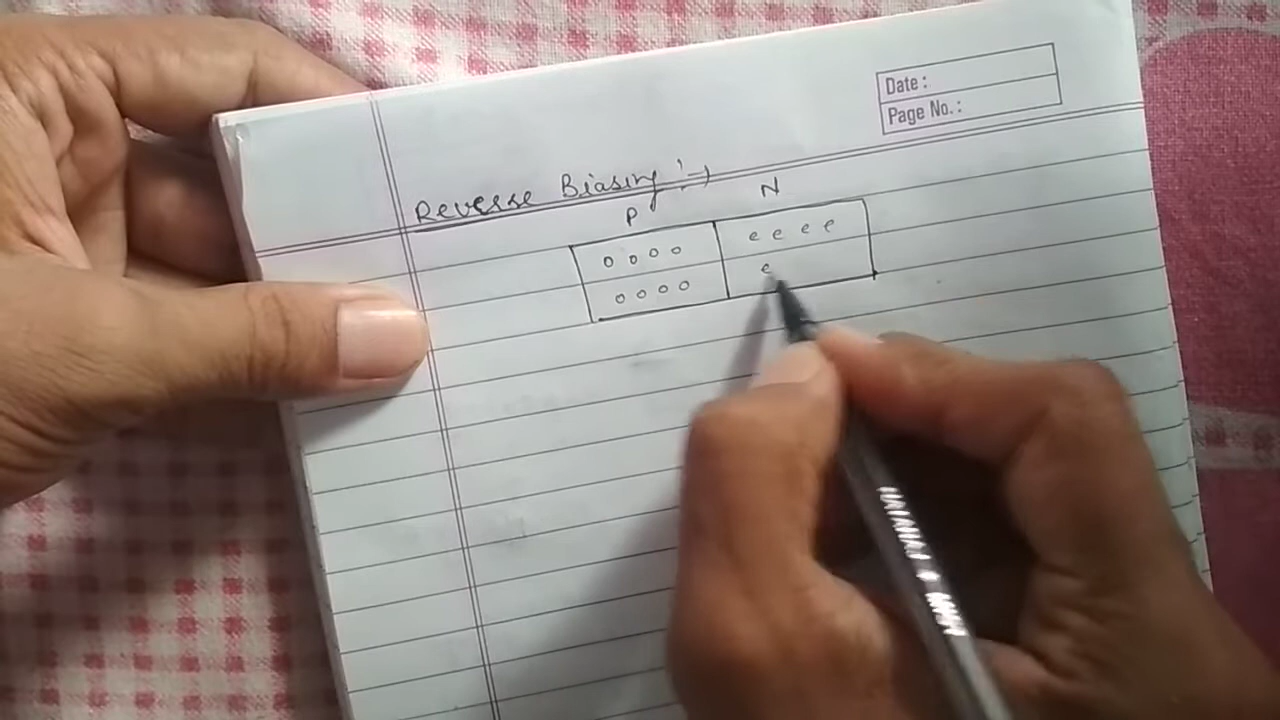 Date :
Page No. :
Reverse Biasing :→
P N
o o o o e e e e
o o o o e